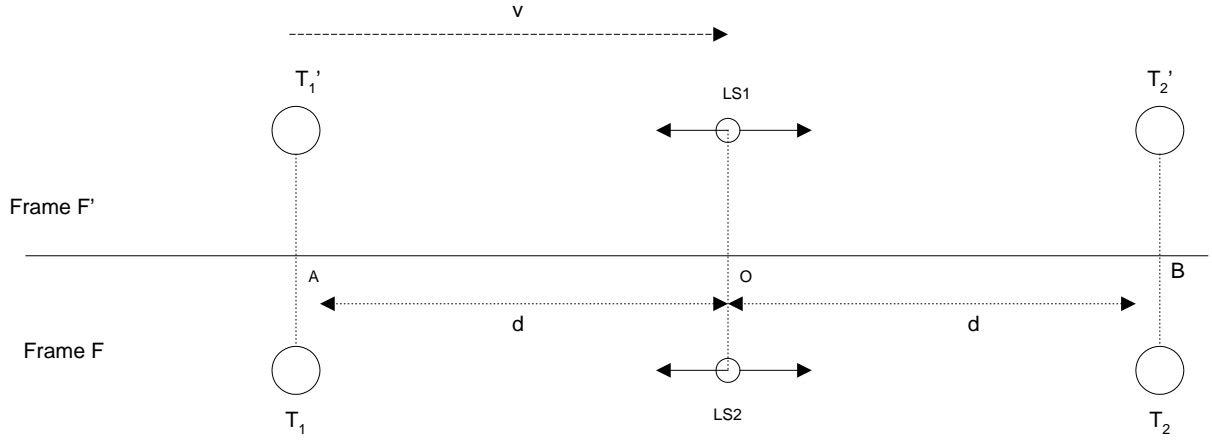 v
T₁’
LS1
T₂’
Frame F’
A
O
B
d
d
Frame F
T₁
LS2
T₂